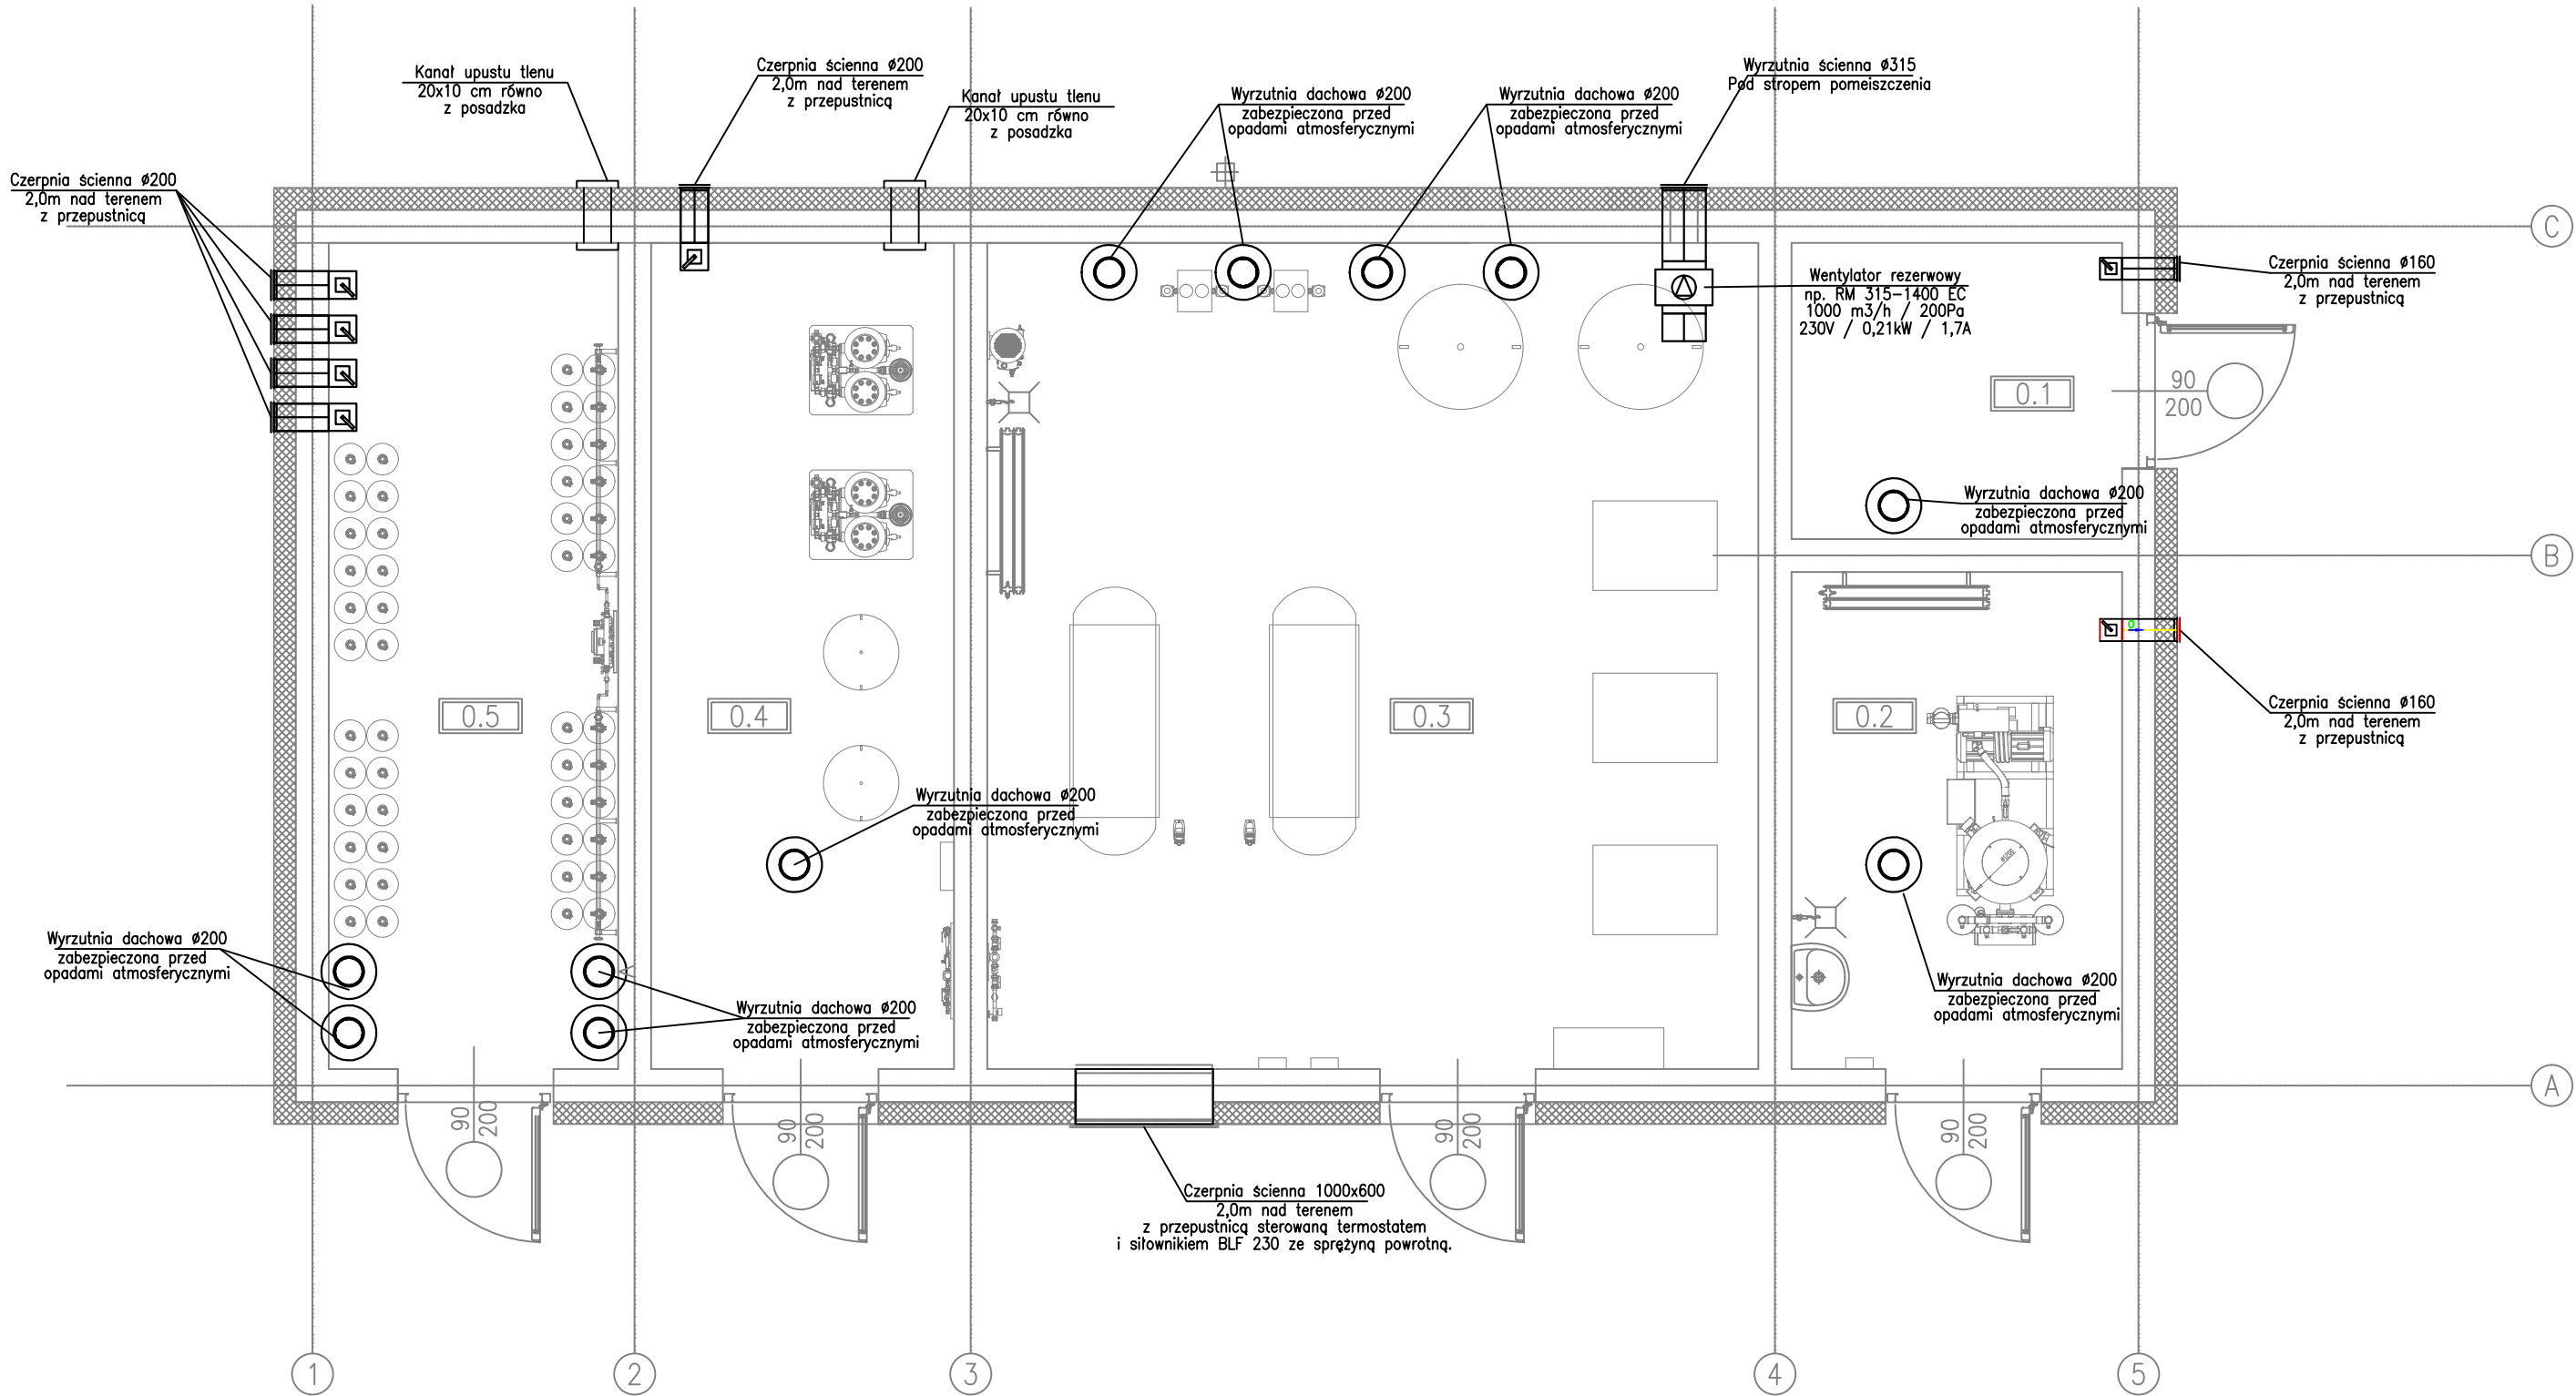 Kanał upustu tlenu
20x10 cm równo
z posadzka
Czerpnia ścienna ø200
2,0m nad terenem
z przepustnicą
Kanał upustu tlenu
20x10 cm równo
z posadzka
Wyrzutnia dachowa ø200
zabezpieczona przed
opadami atmosferycznymi
Wyrzutnia dachowa ø200
zabezpieczona przed
opadami atmosferycznymi
Wyrzutnia ścienna ø315
Pod stropem pomeiszczenia
Czerpnia ścienna ø200
2,0m nad terenem
z przepustnicą
C
Wentylator rezerwowy
np. RM 315-1400 EC
1000 m3/h / 200Pa
230V / 0,21kW / 1,7A
Czerpnia ścienna ø160
2,0m nad terenem
z przepustnicą
0.1
90
200
Wyrzutnia dachowa ø200
zabezpieczona przed
opadami atmosferycznymi
B
0
0.5
0.4
0.3
0.2
Czerpnia ścienna ø160
2,0m nad terenem
z przepustnicą
Wyrzutnia dachowa ø200
zabezpieczona przed
opadami atmosferycznymi
Wyrzutnia dachowa ø200
zabezpieczona przed
opadami atmosferycznymi
Wyrzutnia dachowa ø200
zabezpieczona przed
opadami atmosferycznymi
Wyrzutnia dachowa ø200
zabezpieczona przed
opadami atmosferycznymi
A
90
200
90
200
90
200
90
200
Czerpnia ścienna 1000x600
2,0m nad terenem
z przepustnicą sterowaną termostatem
i siłownikiem BLF 230 ze sprężyną powrotną.
1
2
3
4
5